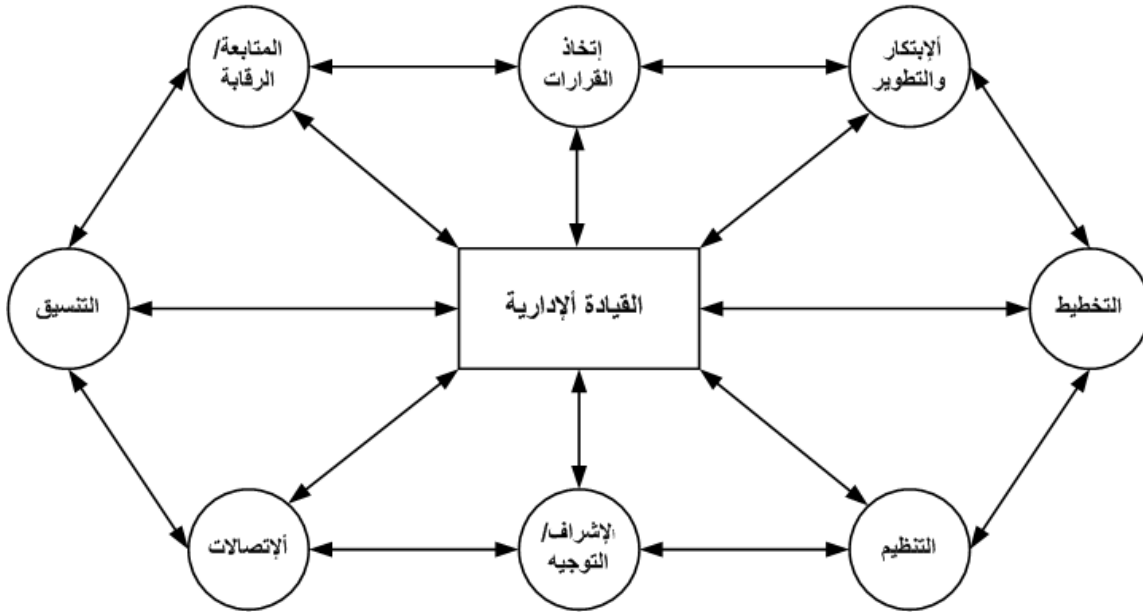 ألإبتكار
والتطوير
إتخاذ
القرارات
المتابعة/
الرقابة
التخطيط
القيادة ألإدارية
التنسيق
التنظيم
الإشراف/
التوجيه
ألإتصالات